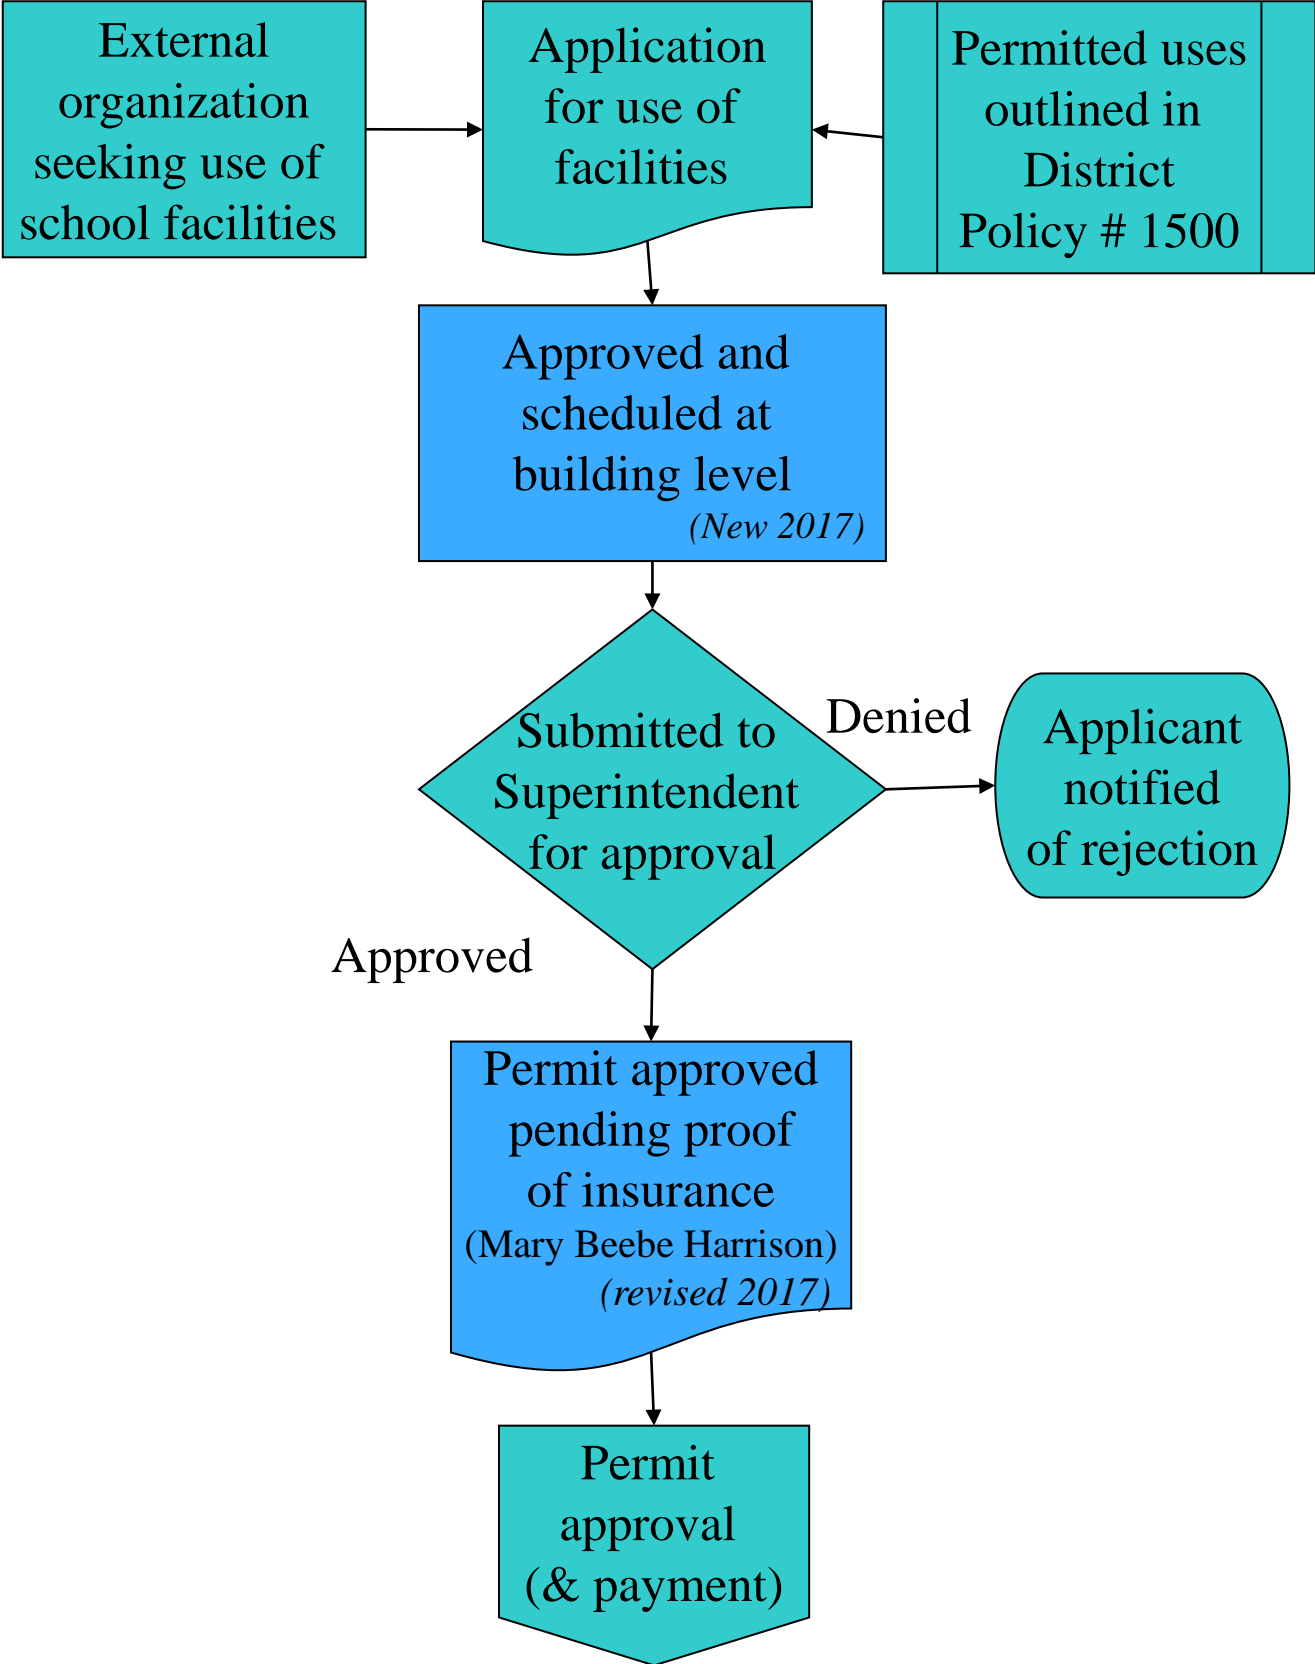 External
organization
seeking use of
school facilities
Application
for use of
facilities
Permitted uses
outlined in
District
Policy # 1500
Approved and
scheduled at
building level
(New 2017)
Submitted to
Superintendent
for approval
Denied
Applicant
notified
of rejection
Approved
Permit approved
pending proof
of insurance
(Mary Beebe Harrison)
(revised 2017)
Permit
approval
(& payment)